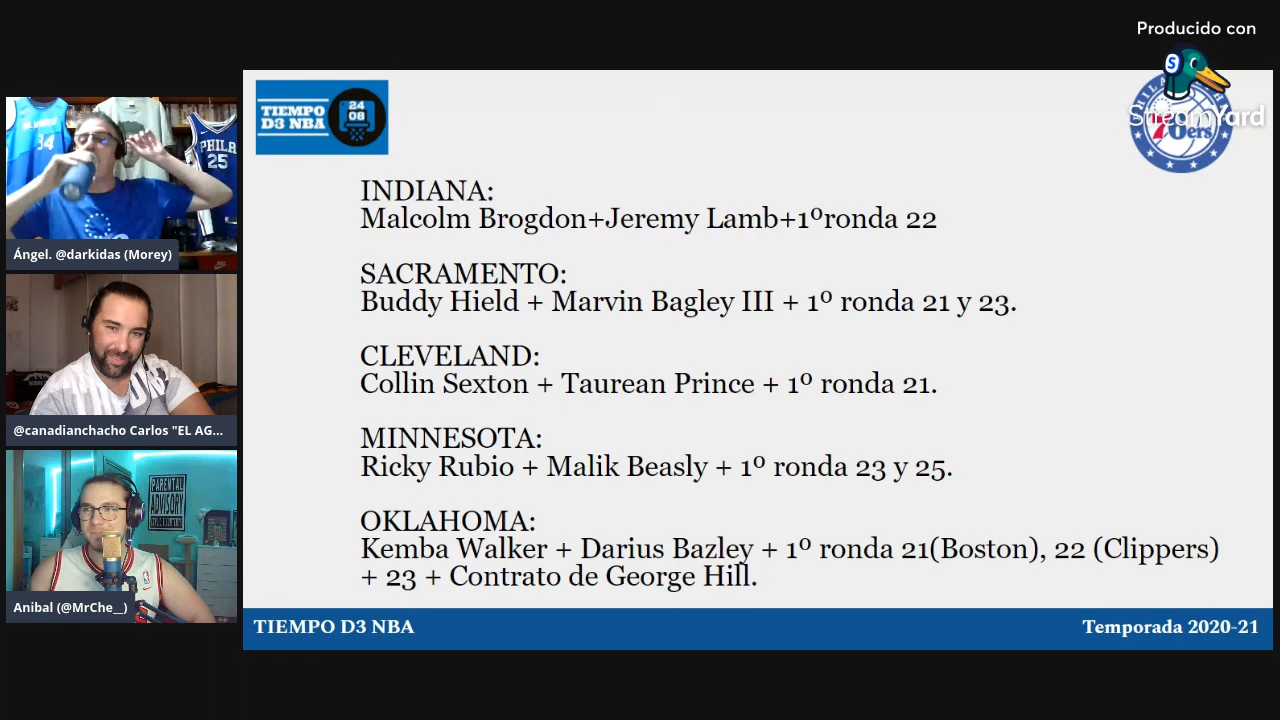 Producido con
StreamYard
TIEMPO
D3 NBA
24
08
PHILA
25
34
Ángel. @darkidas (Morey)
@canadianchacho Carlos "EL AG...
PARENTAL
ADVISORY
Anibal (@MrChe__)
76ers
INDIANA:
Malcolm Brogdon+Jeremy Lamb+1ºronda 22
SACRAMENTO:
Buddy Hield + Marvin Bagley III + 1º ronda 21 y 23.
CLEVELAND:
Collin Sexton + Taurean Prince + 1º ronda 21.
MINNESOTA:
Ricky Rubio + Malik Beasly + 1º ronda 23 y 25.
OKLAHOMA:
Kemba Walker + Darius Bazley + 1º ronda 21(Boston), 22 (Clippers)
+ 23 + Contrato de George Hill.
TIEMPO D3 NBA
Temporada 2020-21